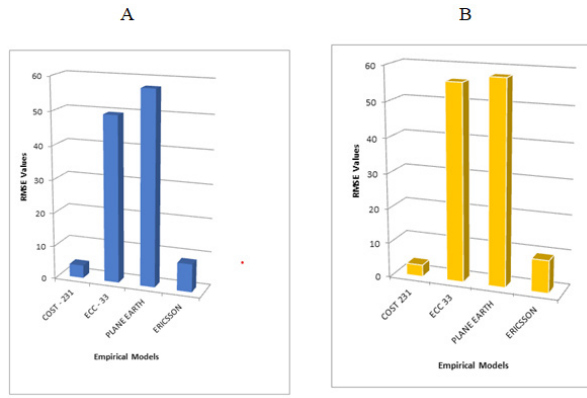 A
B
60
50
40
30
20
10
0
RMSE Values
COST - 231
ECC - 33
PLANE EARTH
ERICSSON
Empirical Models
60
50
40
30
20
10
0
RMSE Values
COST 231
ECC 33
PLANE EARTH
ERICSSON
Empirical Models